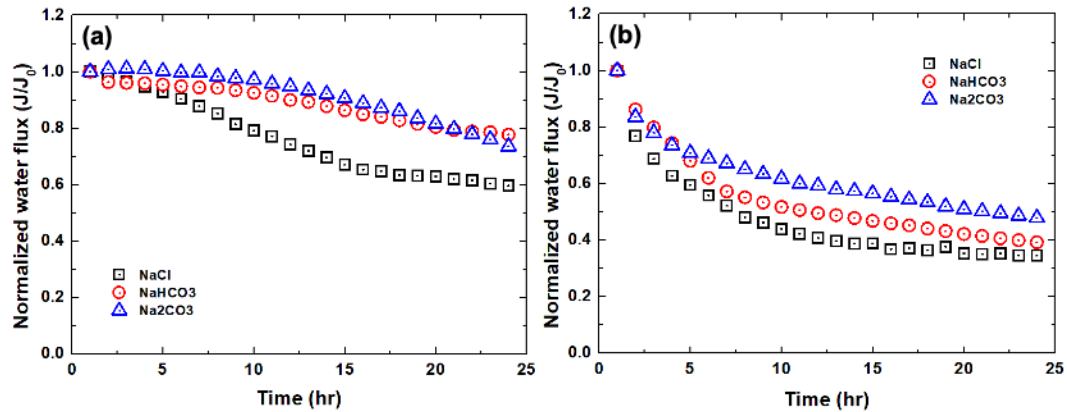 (a)
Normalized water flux (J/J0)
1.2
1.0
0.8
0.6
0.4
0.2
0.0
NaCl
NaHCO3
Na2CO3
0 5 10 15 20 25
Time (hr)
(b)
Normalized water flux (J/J0)
1.2
1.0
0.8
0.6
0.4
0.2
0.0
NaCl
NaHCO3
Na2CO3
0 5 10 15 20 25
Time (hr)